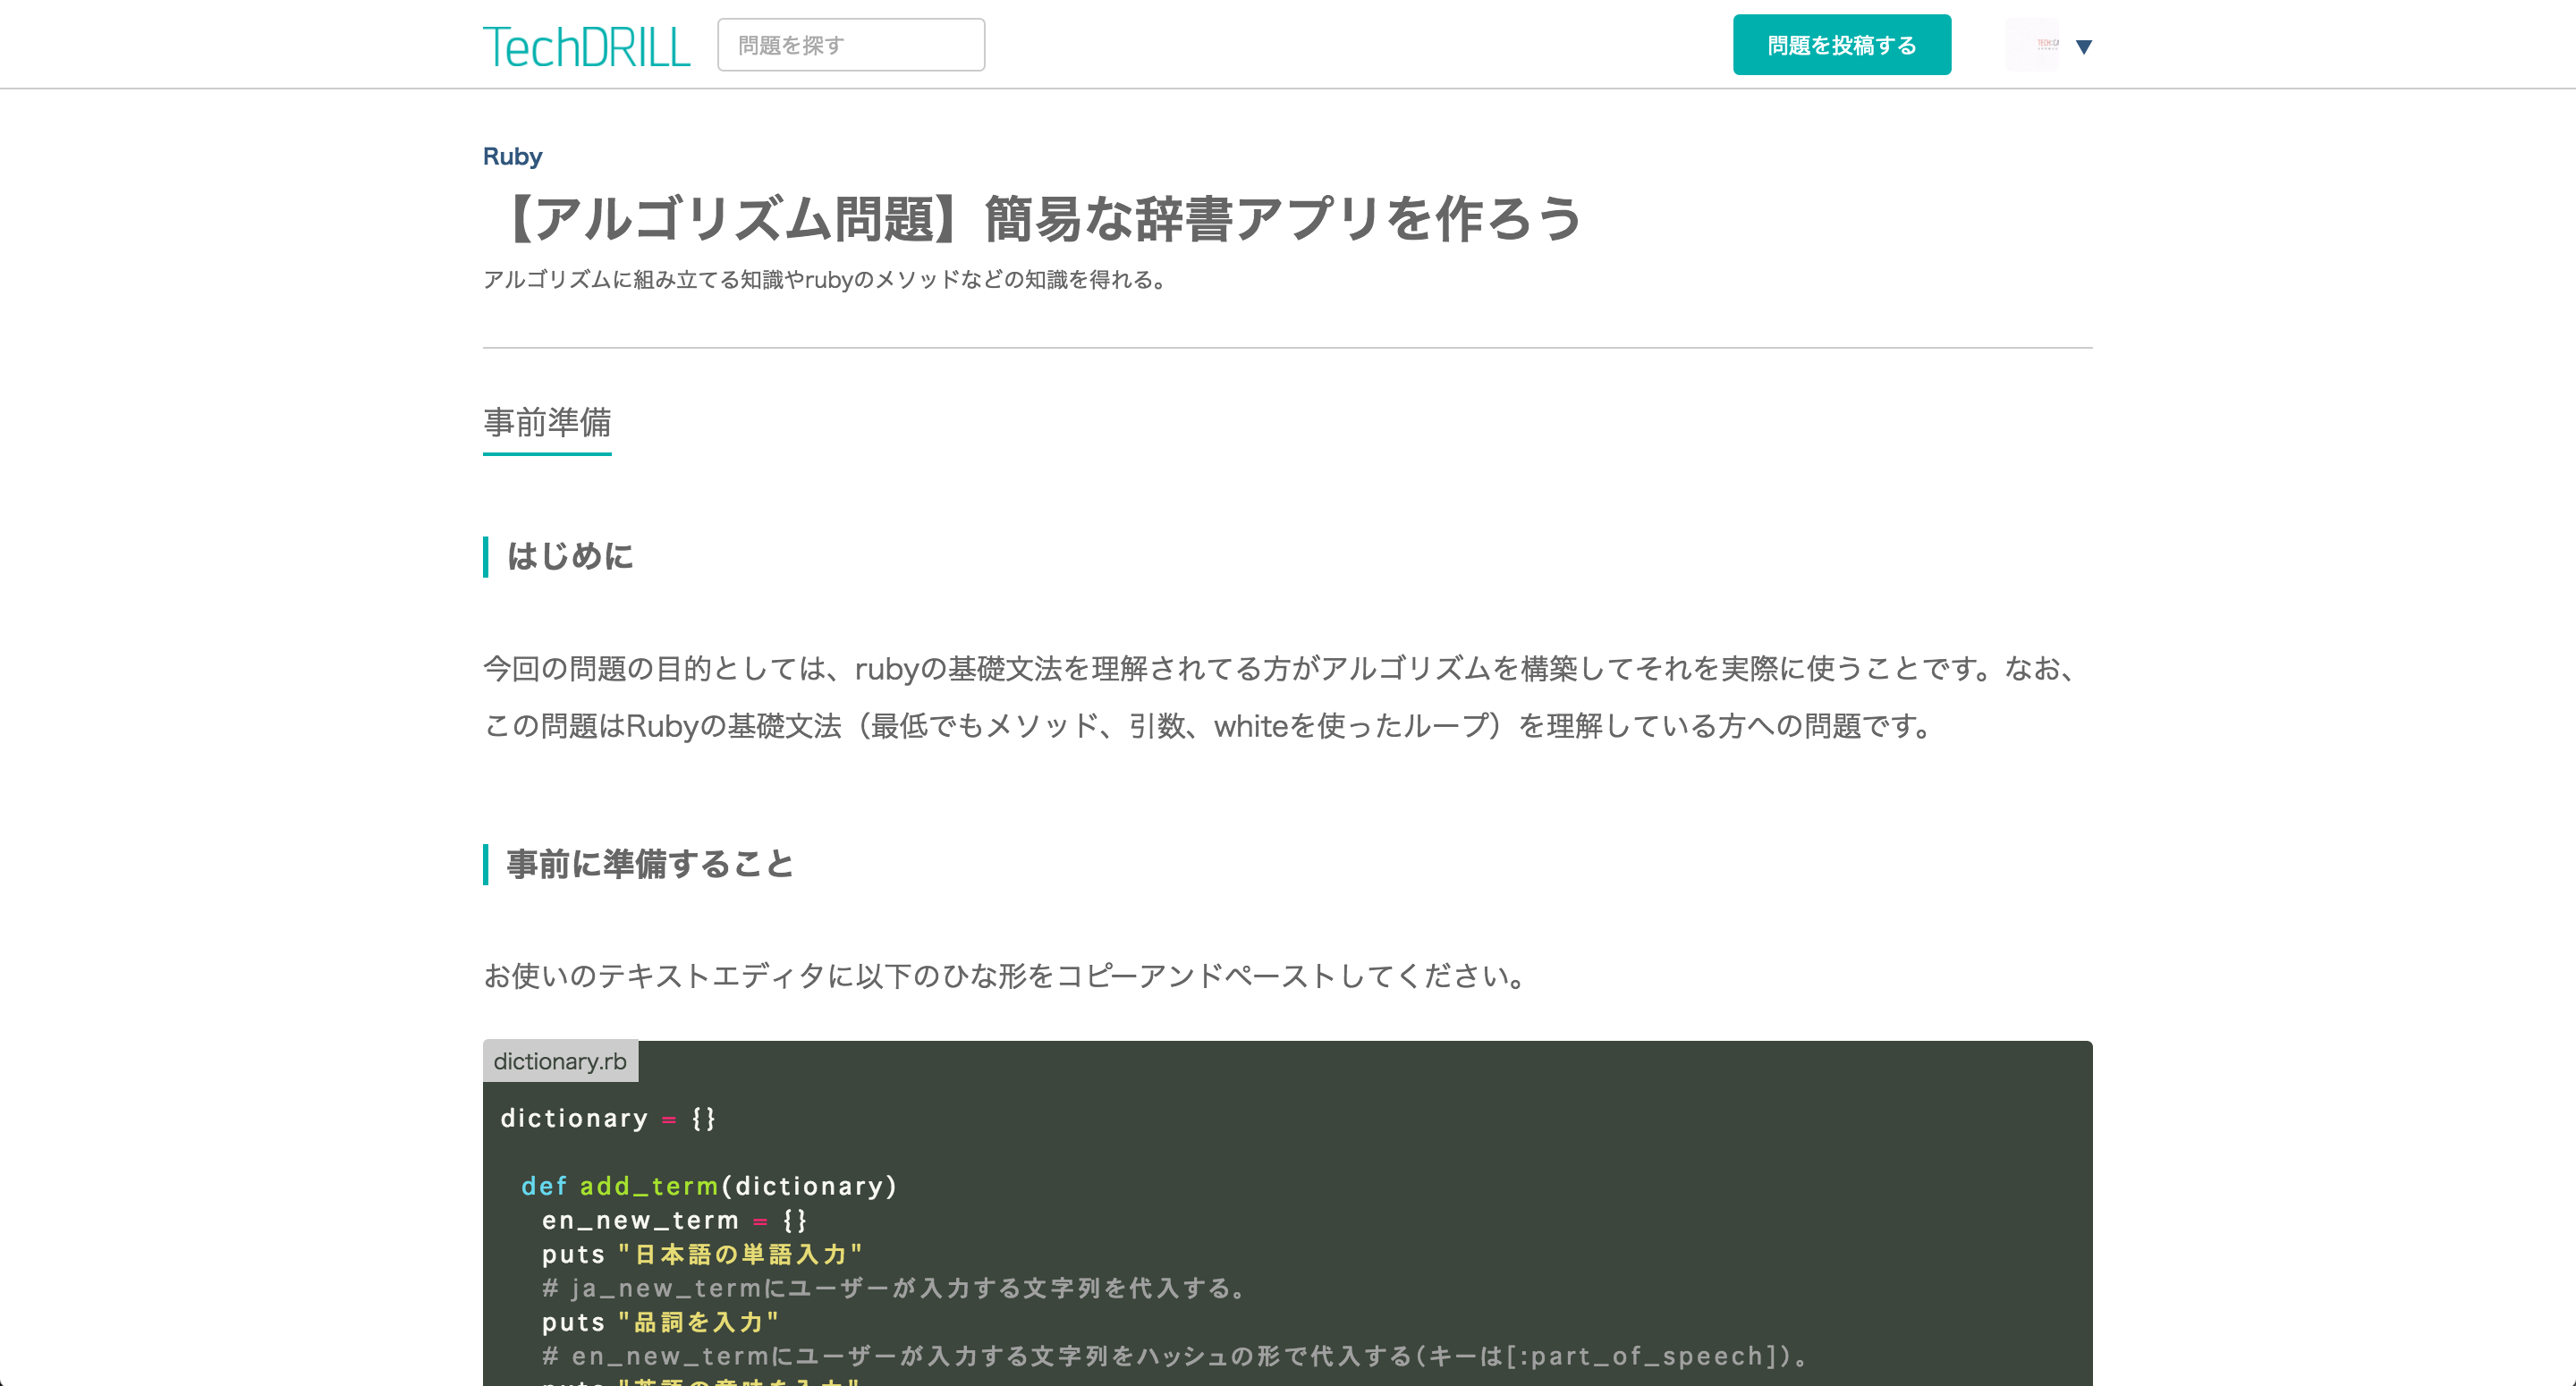 TechDRILL
問題を探す
問題を投稿する
Ruby
【アルゴリズム問題】簡易な辞書アプリを作ろう
アルゴリズムに組み立てる知識やrubyのメソッドなどの知識を得れる。
事前準備
はじめに
今回の問題の目的としては、rubyの基礎文法を理解されてる方がアルゴリズムを構築してそれを実際に使うことです。なお、
この問題はRubyの基礎文法（最低でもメソッド、引数、whiteを使ったループ）を理解している方への問題です。
事前に準備すること
お使いのテキストエディタに以下のひな形をコピーアンドペーストしてください。
dictionary.rb
dictionary = {}
def add_term(dictionary)
en_new_term = {}
puts "日本語の単語入力"
# ja_new_termにユーザーが入力する文字列を代入する。
puts "品詞を入力"
# en_new_termにユーザーが入力する文字列をハッシュの形で代入する(キーは[:part_of_speech])。
puts "英語の意味を入力"